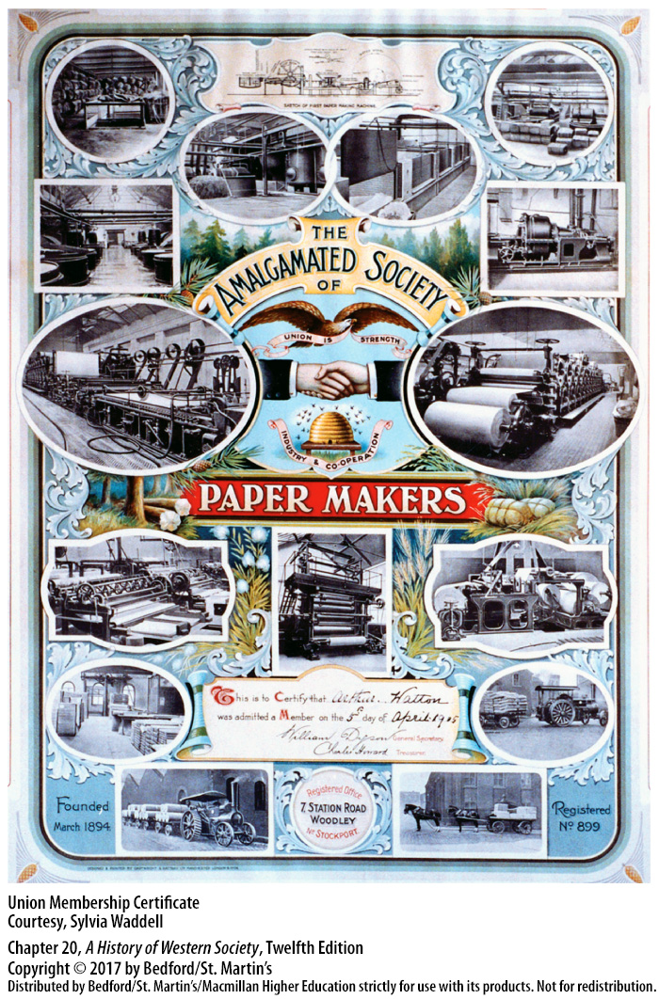 SKETCH OF FIRST PAPER MAKING MACHINE.
THE
AMALGAMATED SOCIETY
OF
UNION IS STRENGTH
INDUSTRY & CO-OPERATION
PAPER MAKERS
This is to Certify that Arthur Hatton
was admitted a Member on the 5th day of April 1905
William Dyson General Secretary.
Charles Howard Treasurer.
Founded
March 1894.
Registered Office
7, STATION ROAD
WOODLEY
NR STOCKPORT.
Registered
No 899
Union Membership Certificate
Courtesy, Sylvia Waddell
Chapter 20, A History of Western Society, Twelfth Edition
Copyright © 2017 by Bedford/St. Martin's
Distributed by Bedford/St. Martin's/Macmillan Higher Education strictly for use with its products. Not for redistribution.